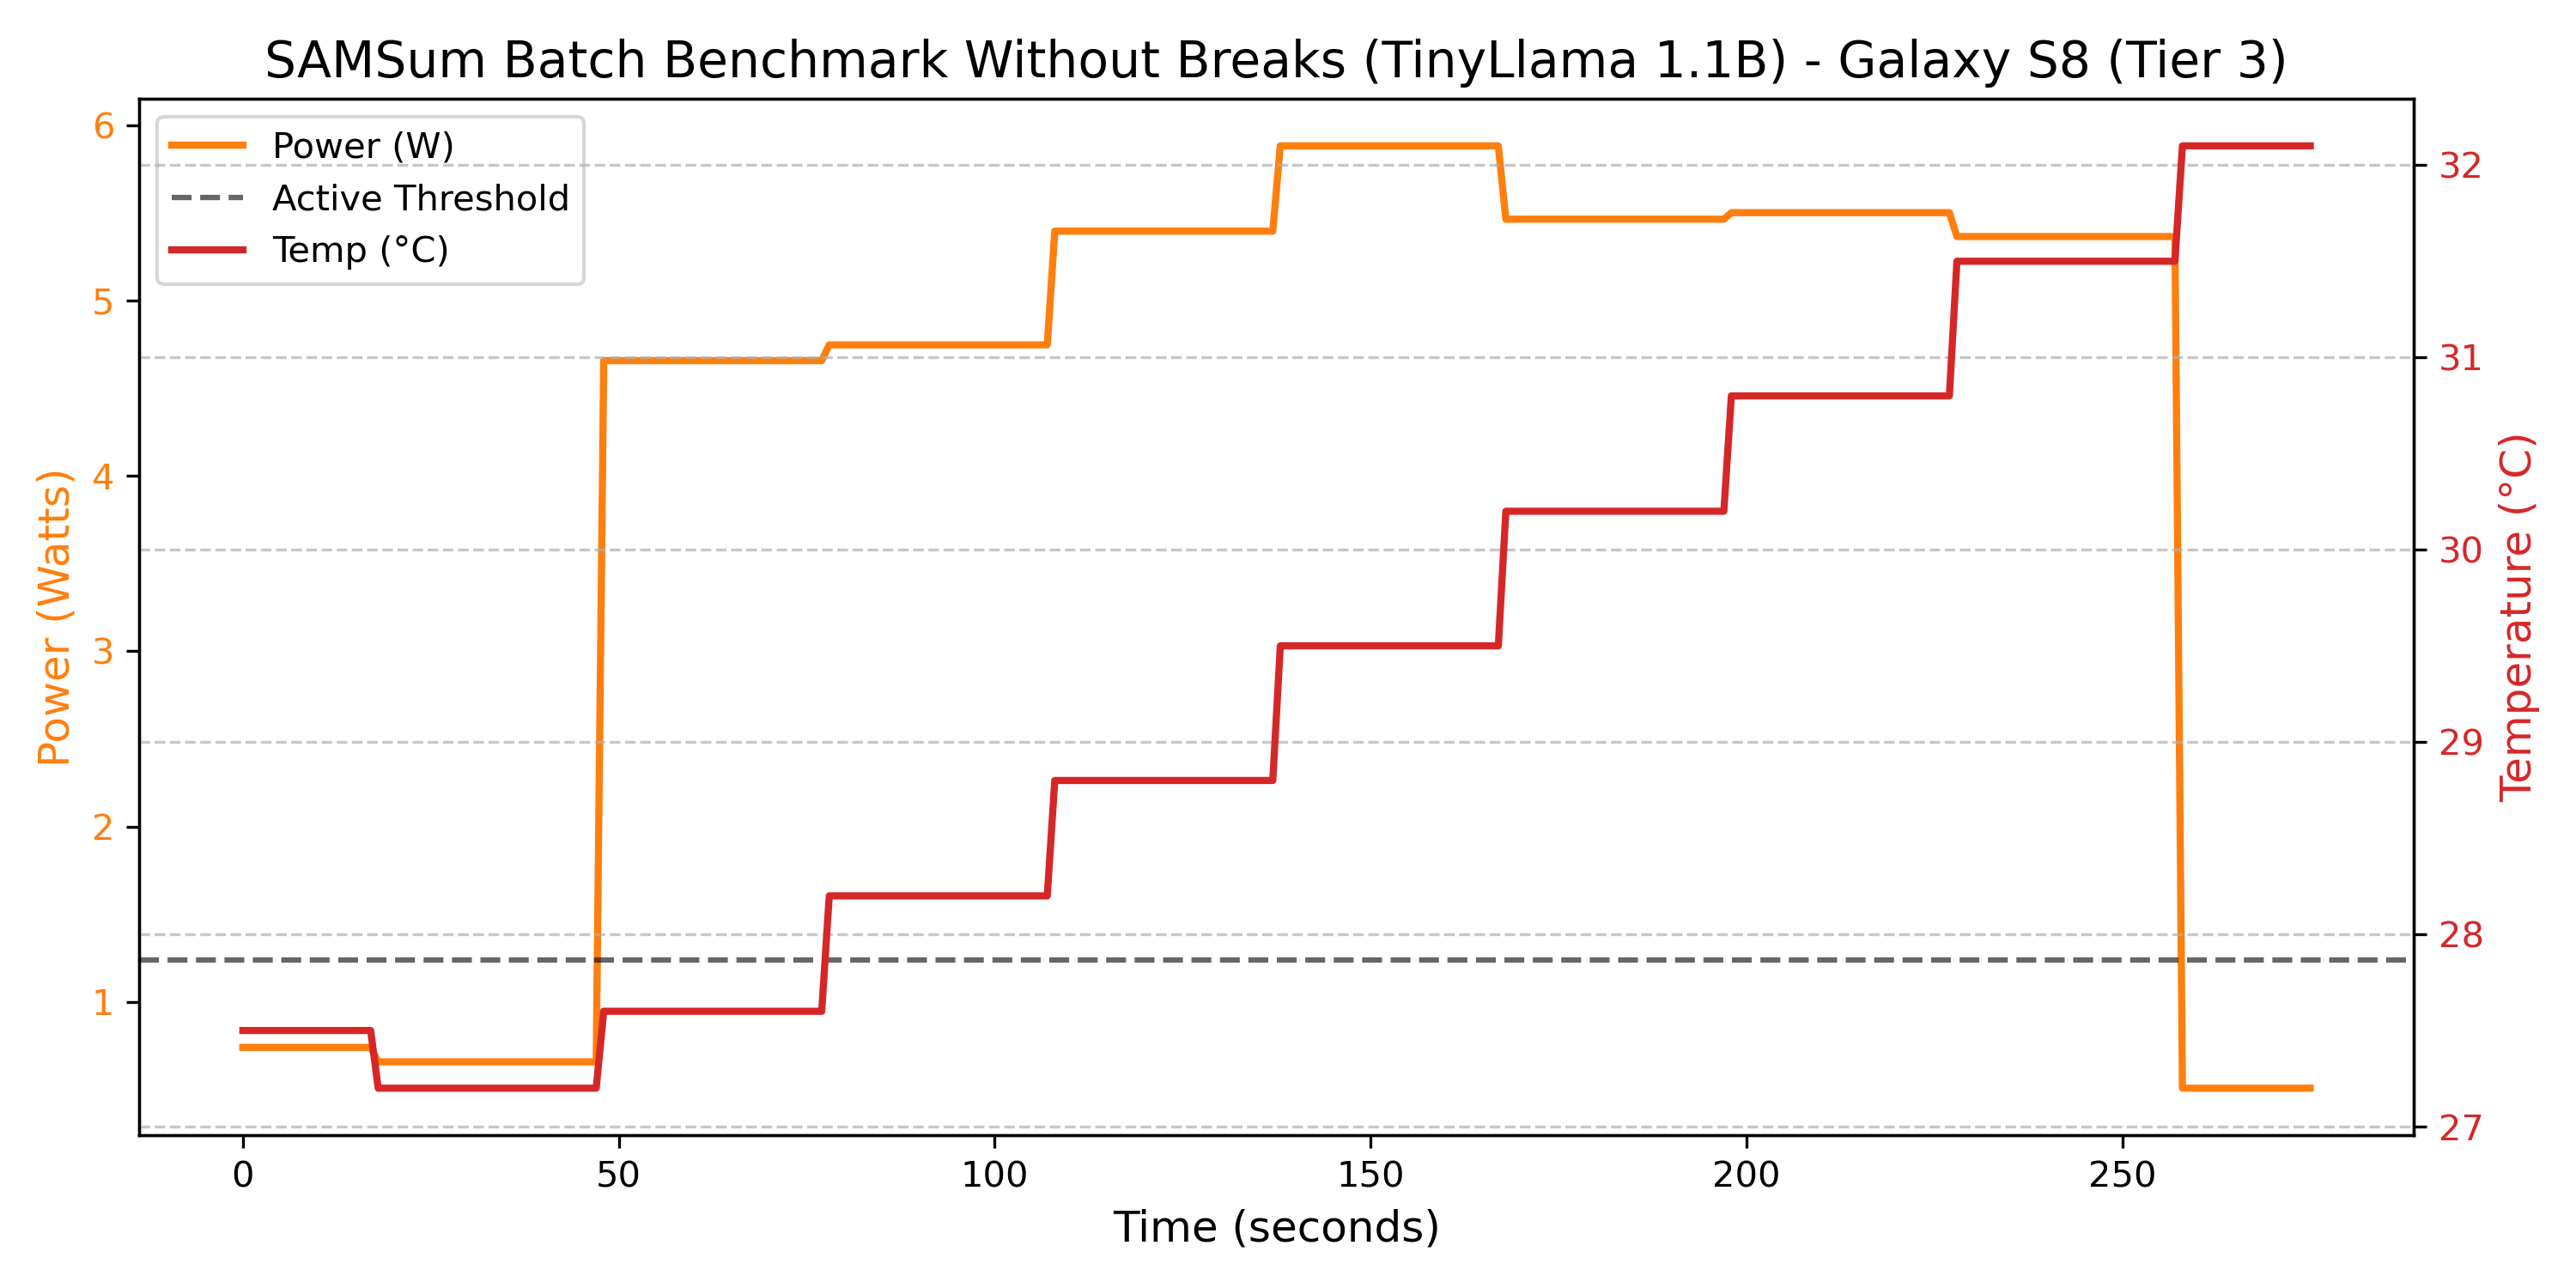 SAMSum Batch Benchmark Without Breaks (TinyLlama 1.1B) - Galaxy S8 (Tier 3)
Power (W)
Active Threshold
Temp (°C)
Power (Watts)
6
5
4
3
2
1
32
31
30
29
28
27
Temperature (°C)
0 50 100 150 200 250
Time (seconds)